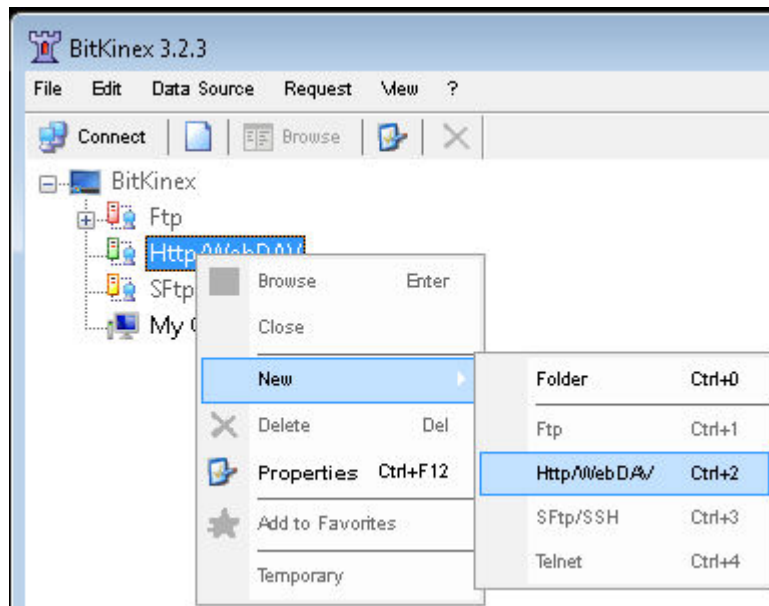 BitKinex 3.2.3
File Edit Data Source Request View ?
Connect Browse
BitKinex
Ftp
Http/WebDAV
SFtp
My
Browse Enter
Close
New
Delete Del
Properties Ctrl+F12
Add to Favorites
Temporary
Folder Ctrl+0
Ftp Ctrl+1
Http/WebDAV Ctrl+2
SFtp/SSH Ctrl+3
Telnet Ctrl+4